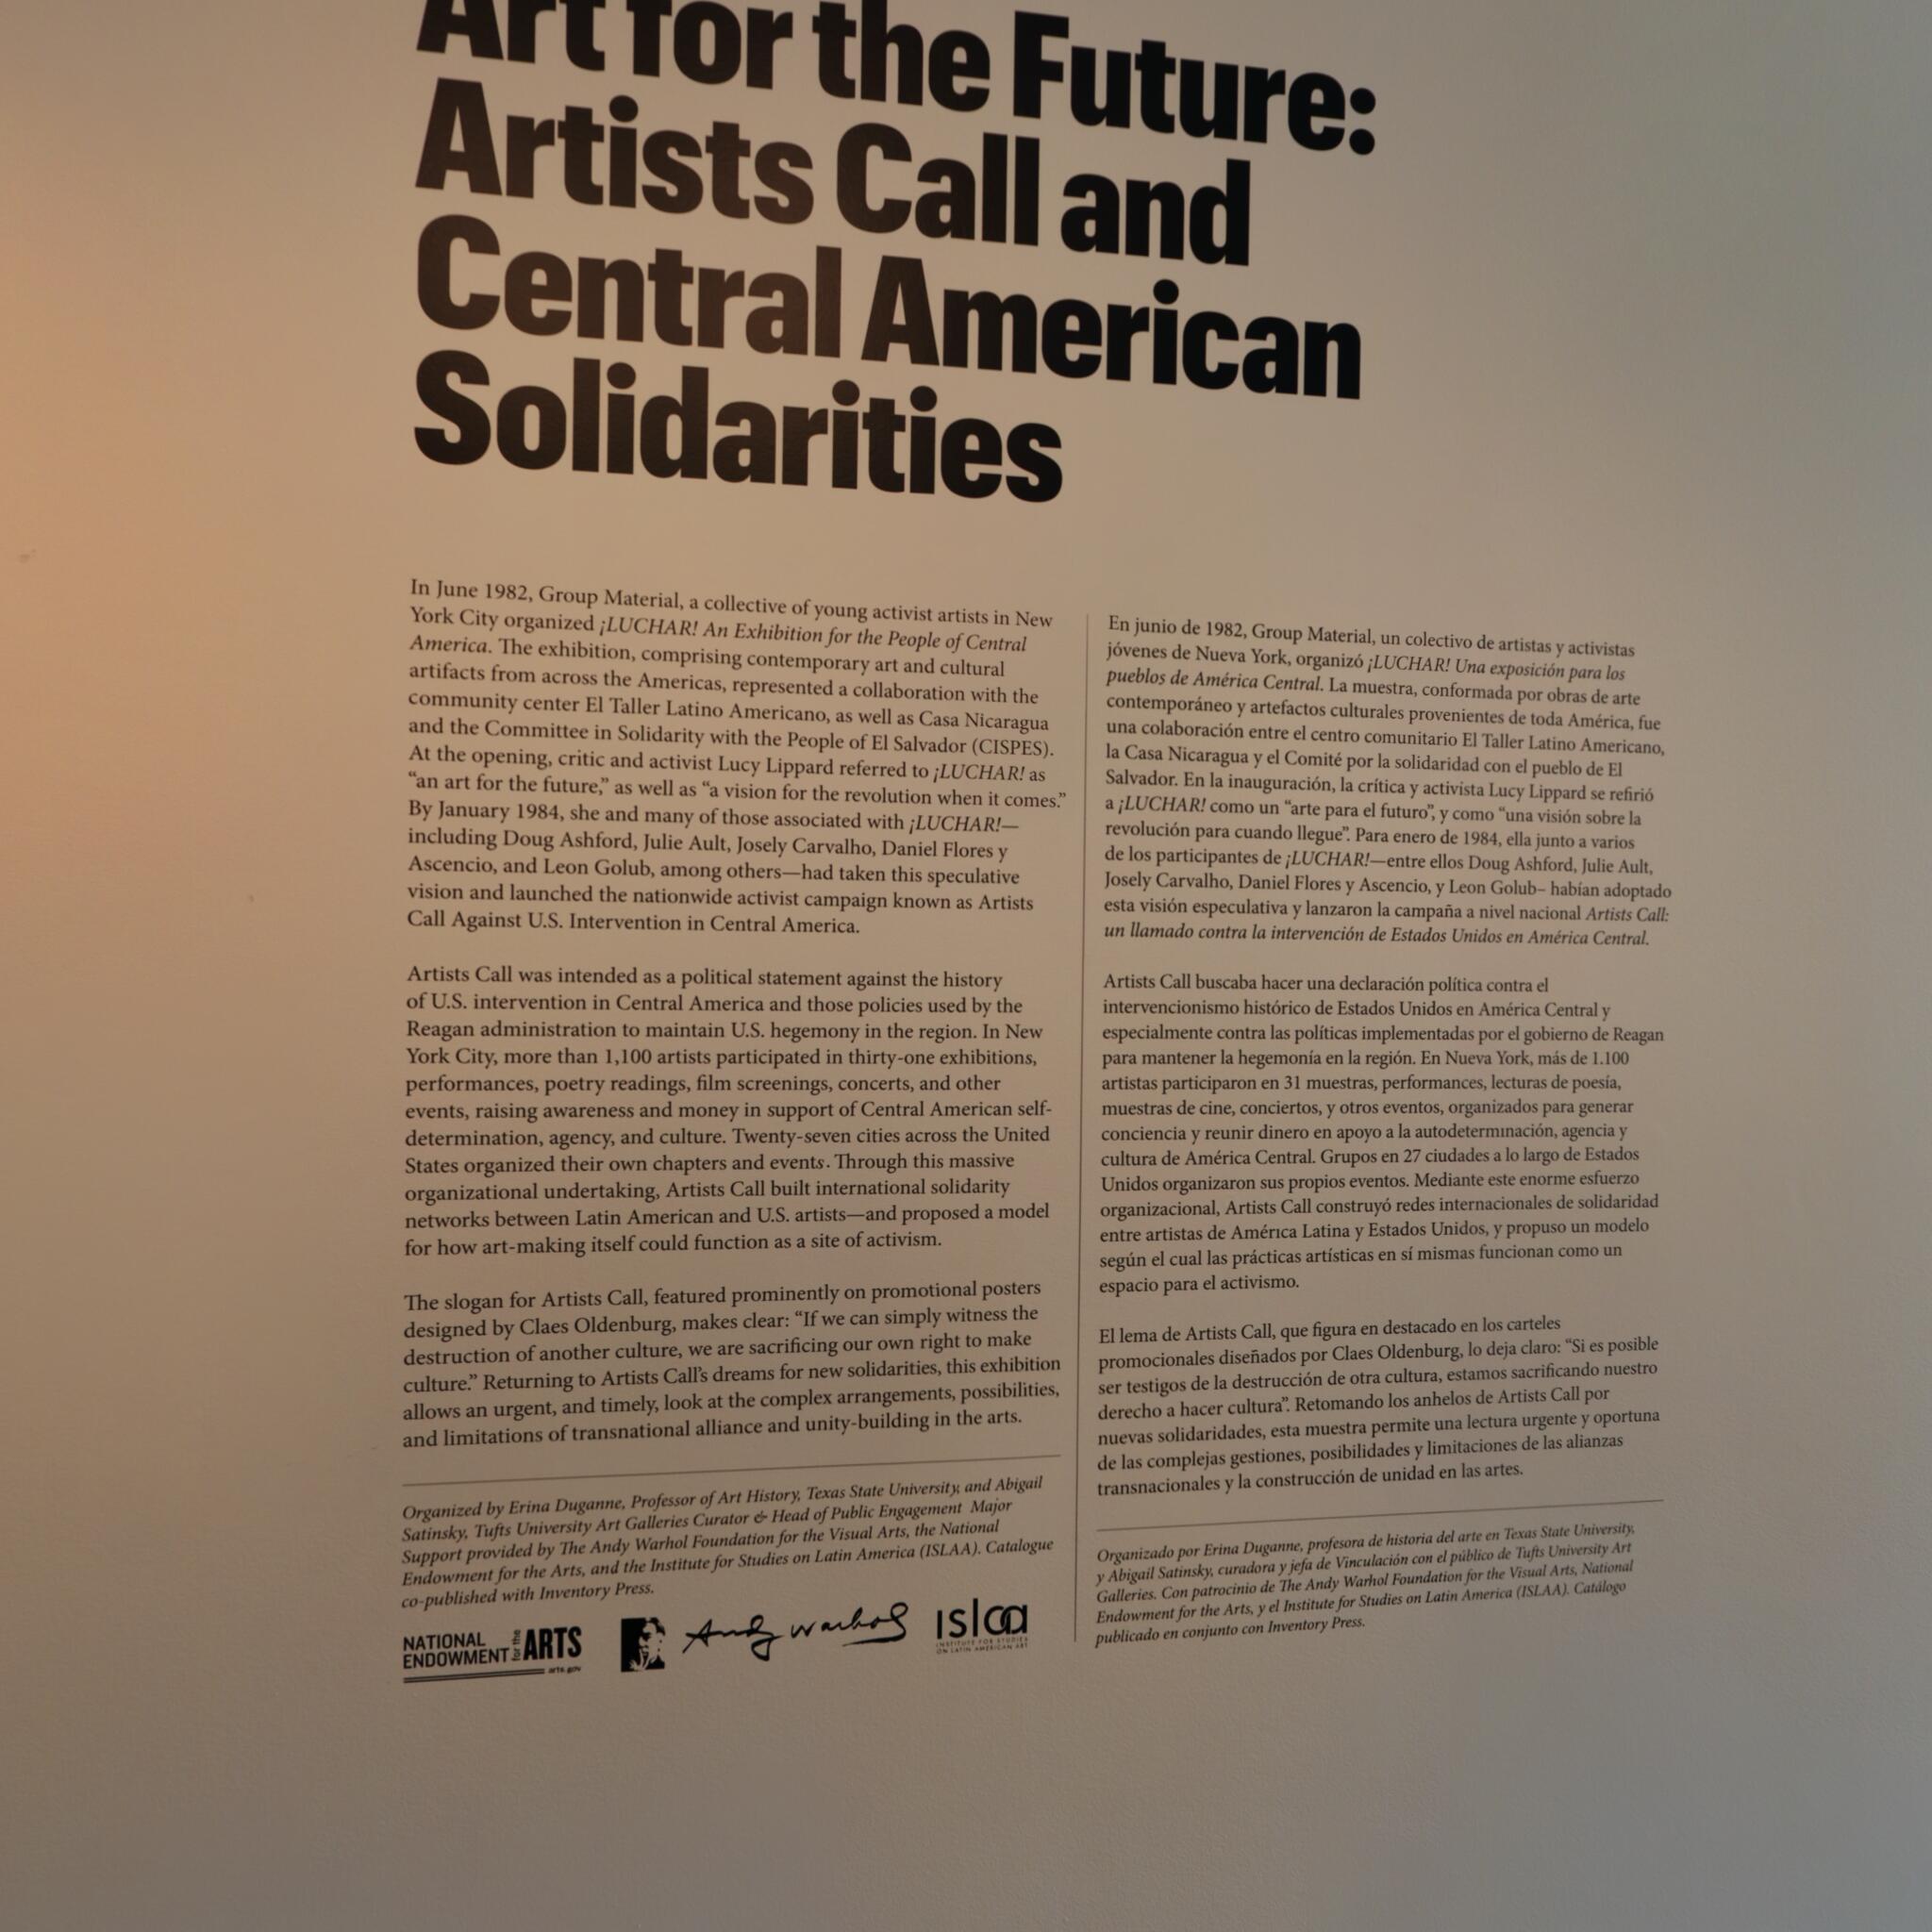 Art for the Future:
Artists Call and
Central American
Solidarities
In June 1982, Group Material, a collective of young activist artists in New
York City organized ¡LUCHAR! An Exhibition for the People of Central
America. The exhibition, comprising contemporary art and cultural
artifacts from across the Americas, represented a collaboration with the
community center El Taller Latino Americano, as well as Casa Nicaragua
and the Committee in Solidarity with the People of El Salvador (CISPES).
At the opening, critic and activist Lucy Lippard referred to ¡LUCHAR! as
“an art for the future,” as well as “a vision for the revolution when it comes.”
By January 1984, she and many of those associated with ¡LUCHAR!—
including Doug Ashford, Julie Ault, Josely Carvalho, Daniel Flores y
Ascencio, and Leon Golub, among others—had taken this speculative
vision and launched the nationwide activist campaign known as Artists
Call Against U.S. Intervention in Central America.
Artists Call was intended as a political statement against the history
of U.S. intervention in Central America and those policies used by the
Reagan administration to maintain U.S. hegemony in the region. In New
York City, more than 1,100 artists participated in thirty-one exhibitions,
performances, poetry readings, film screenings, concerts, and other
events, raising awareness and money in support of Central American self-
determination, agency, and culture. Twenty-seven cities across the United
States organized their own chapters and events. Through this massive
organizational undertaking, Artists Call built international solidarity
networks between Latin American and U.S. artists—and proposed a model
for how art-making itself could function as a site of activism.
The slogan for Artists Call, featured prominently on promotional posters
designed by Claes Oldenburg, makes clear: “If we can simply witness the
destruction of another culture, we are sacrificing our own right to make
culture.” Returning to Artists Call’s dreams for new solidarities, this exhibition
allows an urgent, and timely, look at the complex arrangements, possibilities,
and limitations of transnational alliance and unity-building in the arts.
Organized by Erina Duganne, Professor of Art History, Texas State University, and Abigail
Satinsky, Tufts University Art Galleries Curator & Head of Public Engagement Major
Support provided by The Andy Warhol Foundation for the Visual Arts, the National
Endowment for the Arts, and the Institute for Studies on Latin America (ISLAA). Catalogue
co-published with Inventory Press.
NATIONAL
ENDOWMENT for the ARTS
arts.gov
Andy Warhol
islaa
INSTITUTE FOR STUDIES
ON LATIN AMERICAN ART
En junio de 1982, Group Material, un colectivo de artistas y activistas
jóvenes de Nueva York, organizó ¡LUCHAR! Una exposición para los
pueblos de América Central. La muestra, conformada por obras de arte
contemporáneo y artefactos culturales provenientes de toda América, fue
una colaboración entre el centro comunitario El Taller Latino Americano,
la Casa Nicaragua y el Comité por la solidaridad con el pueblo de El
Salvador. En la inauguración, la crítica y activista Lucy Lippard se refirió
a ¡LUCHAR! como un “arte para el futuro”, y como “una visión sobre la
revolución para cuando llegue”. Para enero de 1984, ella junto a varios
de los participantes de ¡LUCHAR!—entre ellos Doug Ashford, Julie Ault,
Josely Carvalho, Daniel Flores y Ascencio, y Leon Golub– habían adoptado
esta visión especulativa y lanzaron la campaña a nivel nacional Artists Call:
un llamado contra la intervención de Estados Unidos en América Central.
Artists Call buscaba hacer una declaración política contra el
intervencionismo histórico de Estados Unidos en América Central y
especialmente contra las políticas implementadas por el gobierno de Reagan
para mantener la hegemonía en la región. En Nueva York, más de 1.100
artistas participaron en 31 muestras, performances, lecturas de poesía,
muestras de cine, conciertos, y otros eventos, organizados para generar
conciencia y reunir dinero en apoyo a la autodeterminación, agencia y
cultura de América Central. Grupos en 27 ciudades a lo largo de Estados
Unidos organizaron sus propios eventos. Mediante este enorme esfuerzo
organizacional, Artists Call construyó redes internacionales de solidaridad
entre artistas de América Latina y Estados Unidos, y propuso un modelo
según el cual las prácticas artísticas en sí mismas funcionan como un
espacio para el activismo.
El lema de Artists Call, que figura en destacado en los carteles
promocionales diseñados por Claes Oldenburg, lo deja claro: “Si es posible
ser testigos de la destrucción de otra cultura, estamos sacrificando nuestro
derecho a hacer cultura”. Retomando los anhelos de Artists Call por
nuevas solidaridades, esta muestra permite una lectura urgente y oportuna
de las complejas gestiones, posibilidades y limitaciones de las alianzas
transnacionales y la construcción de unidad en las artes.
Organizado por Erina Duganne, profesora de historia del arte en Texas State University,
y Abigail Satinsky, curadora y jefa de Vinculación con el público de Tufts University Art
Galleries. Con patrocinio de The Andy Warhol Foundation for the Visual Arts, National
Endowment for the Arts, y el Institute for Studies on Latin America (ISLAA). Catálogo
publicado en conjunto con Inventory Press.